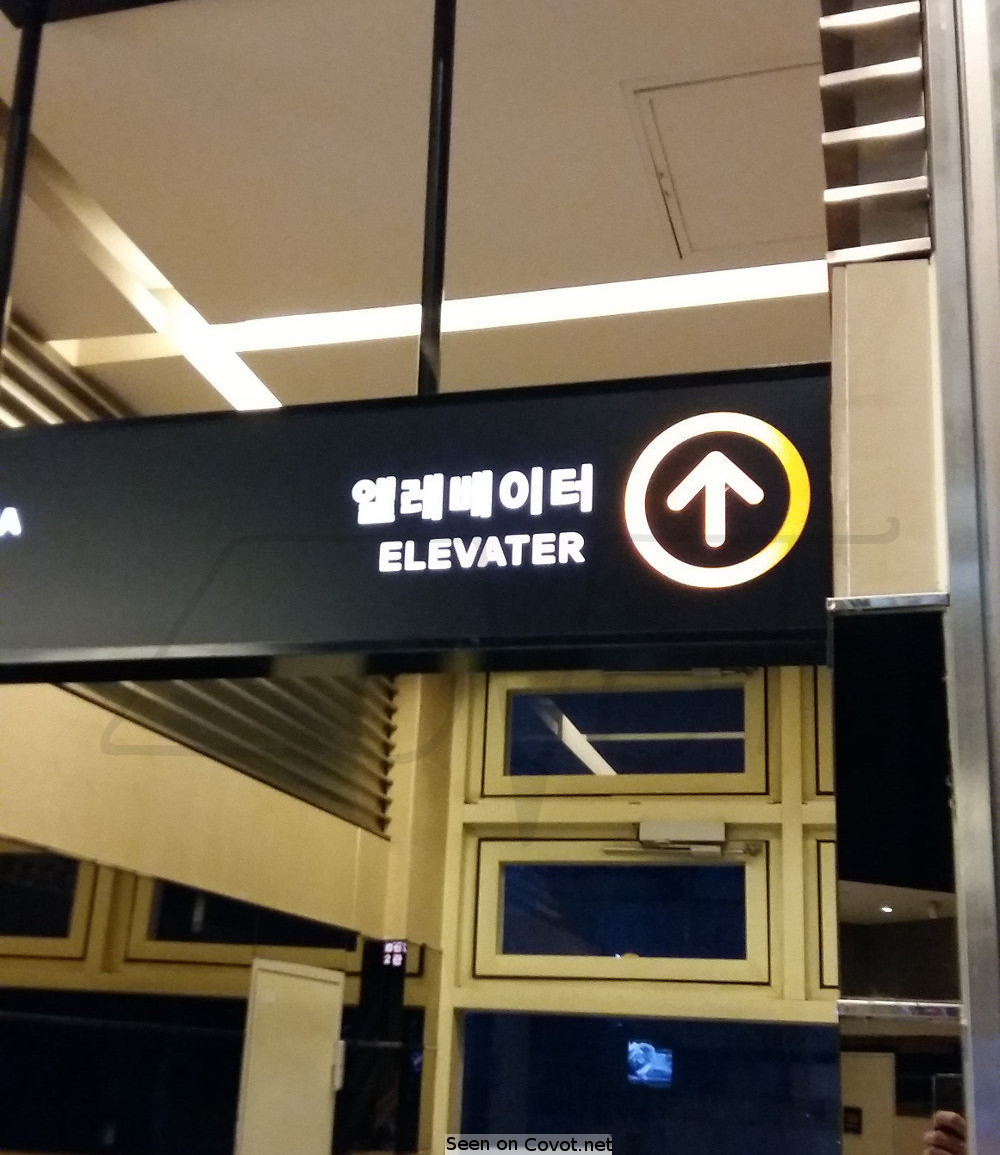 엘레베이터
ELEVATER
A
Seen on Covot.net